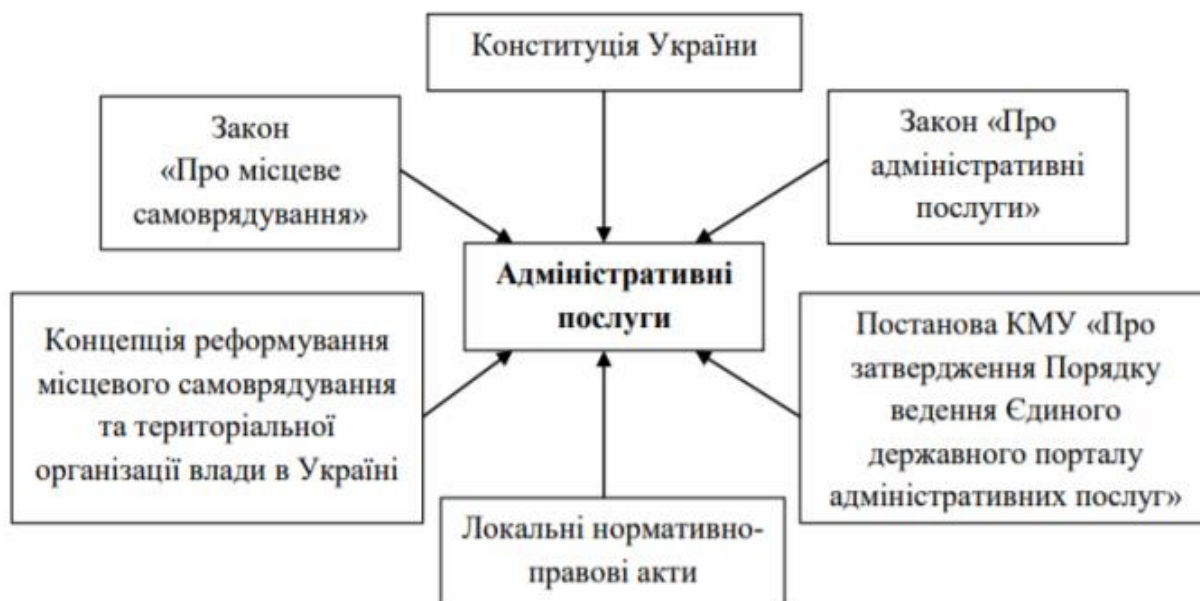 Конституція України
Закон
«Про місцеве
самоврядування»
Закон «Про
адміністративні
послуги»
Адміністративні
послуги
Концепція реформування
місцевого самоврядування
та територіальної
організації влади в Україні
Постанова КМУ «Про
затвердження Порядку
ведення Єдиного
державного порталу
адміністративних послуг»
Локальні нормативно-
правові акти